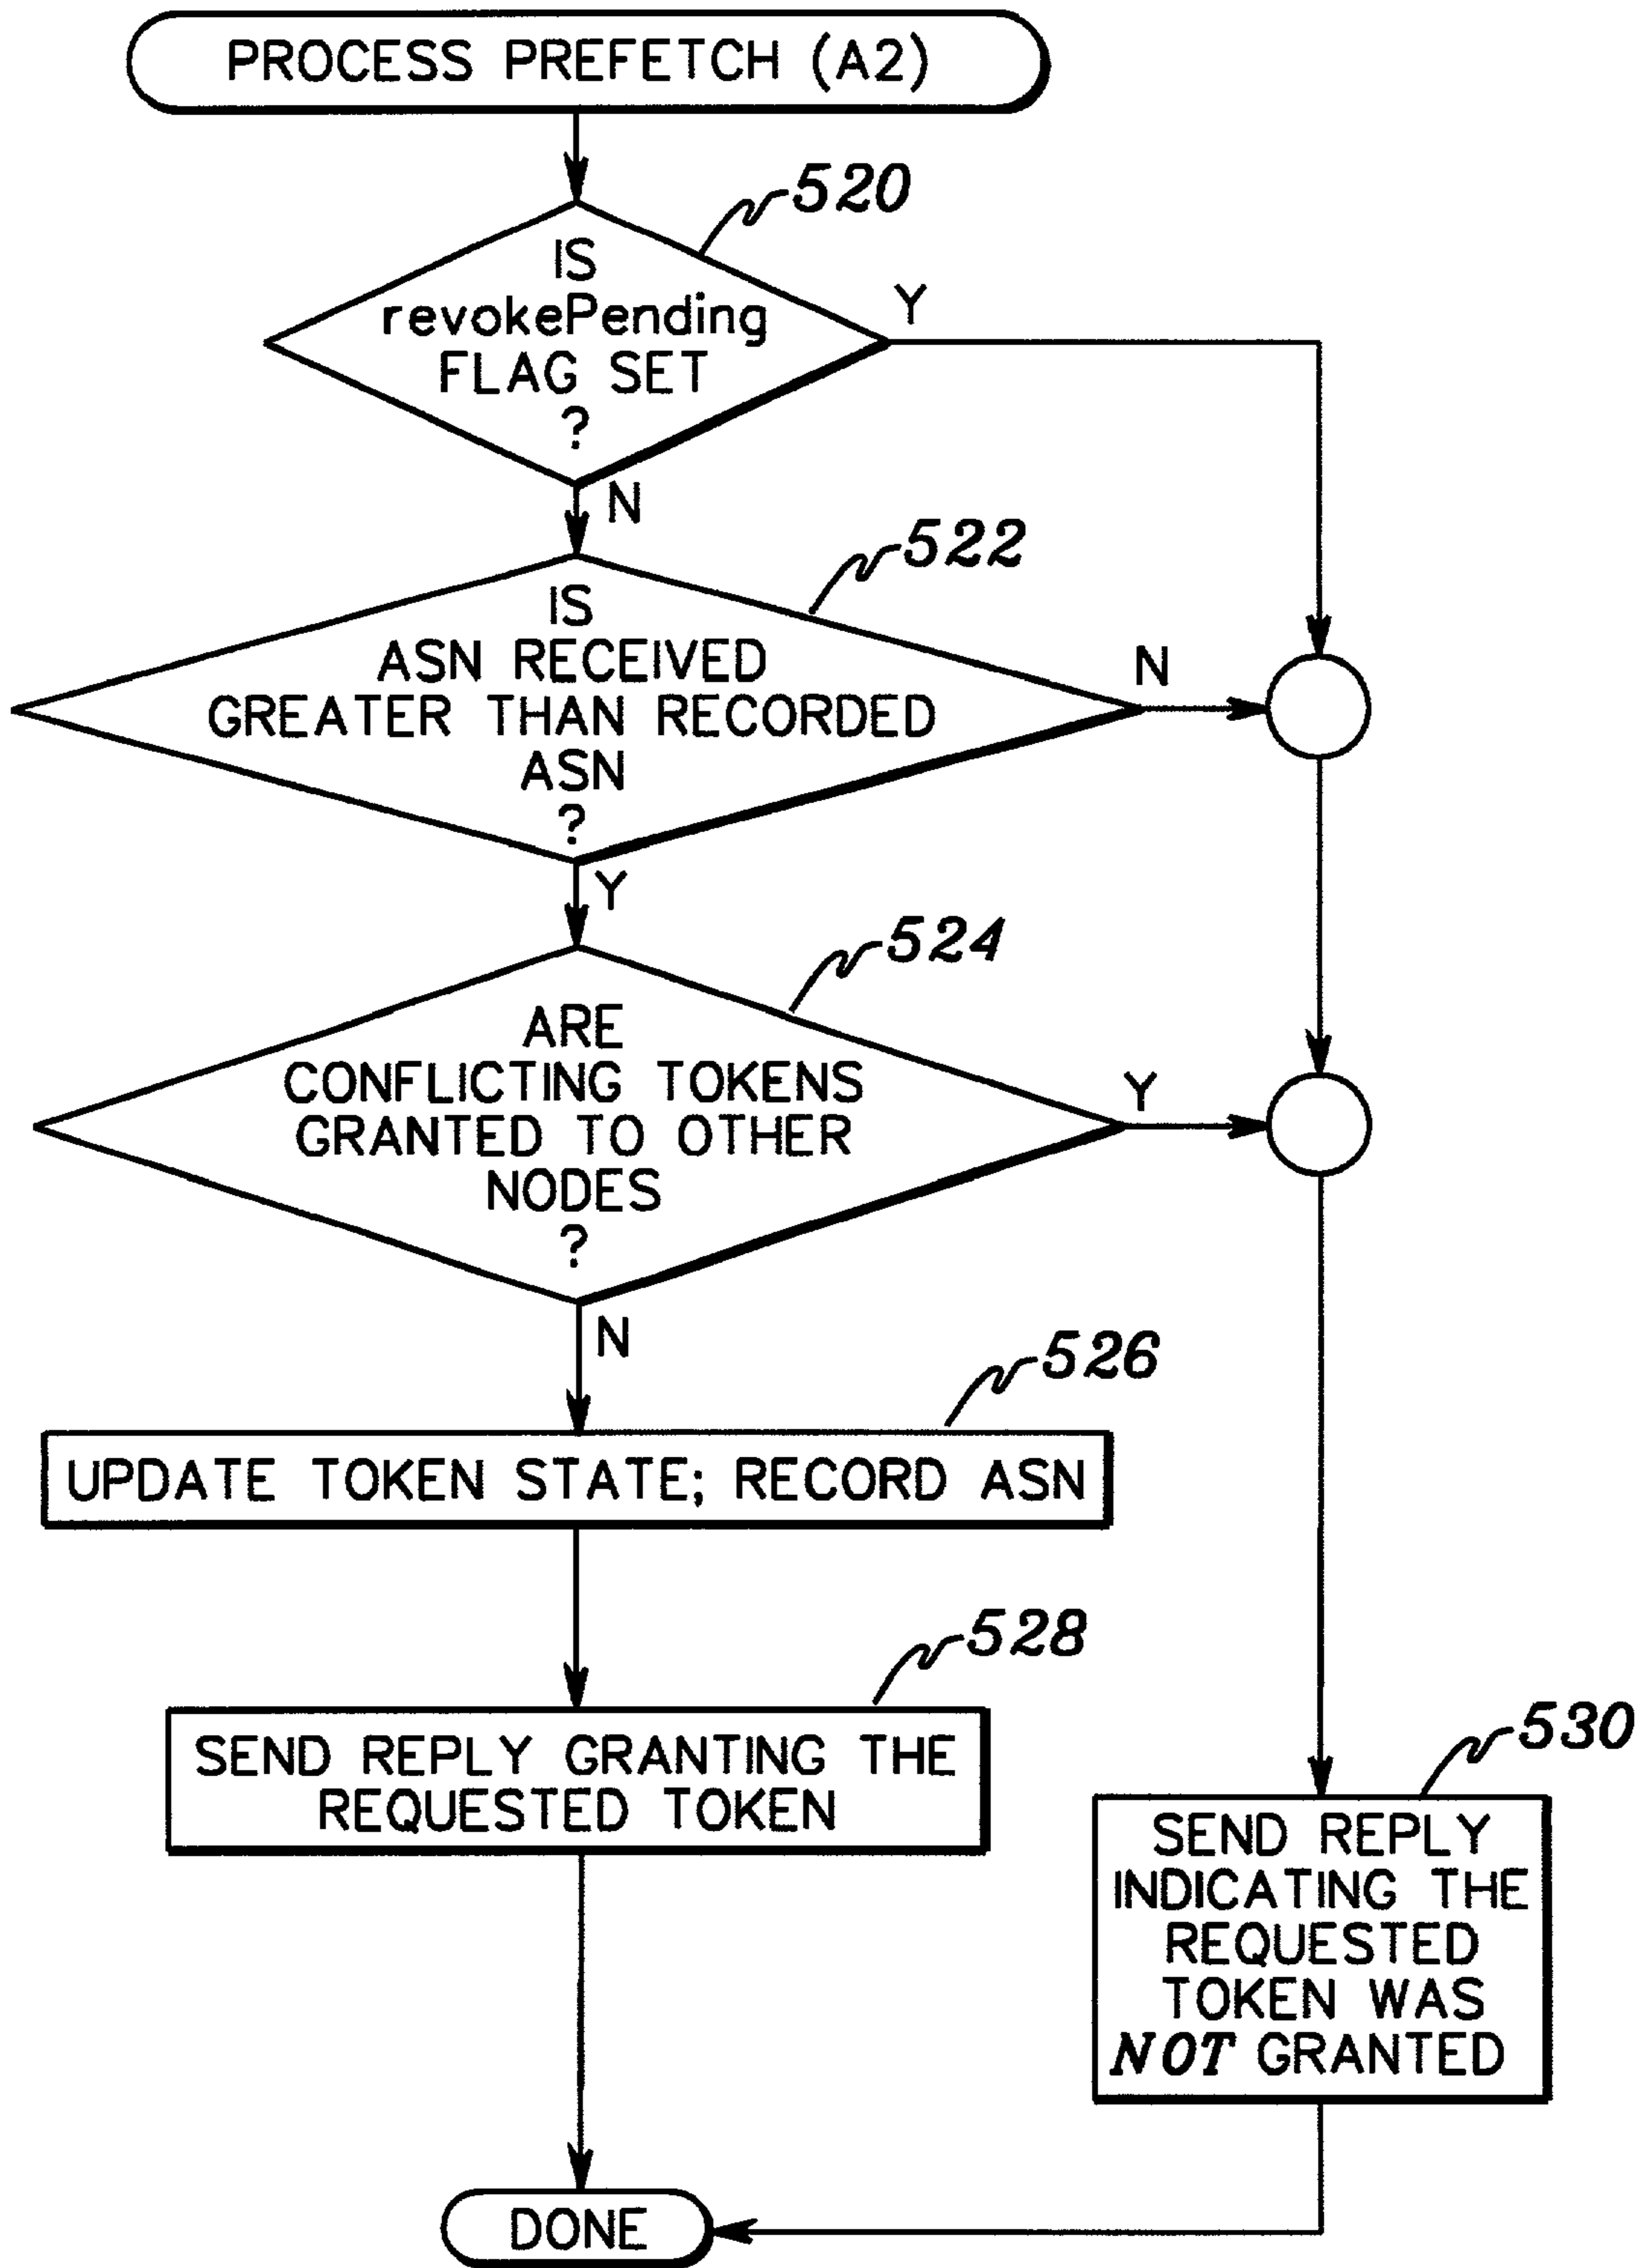 PROCESS PREFETCH (A2)
520
IS
revokePending
FLAG SET
?
Y
N
522
IS
ASN RECEIVED
GREATER THAN RECORDED
ASN
?
N
Y
524
ARE
CONFLICTING TOKENS
GRANTED TO OTHER
NODES
?
Y
N
526
UPDATE TOKEN STATE; RECORD ASN
528
SEND REPLY GRANTING THE
REQUESTED TOKEN
530
SEND REPLY
INDICATING THE
REQUESTED
TOKEN WAS
NOT GRANTED
DONE